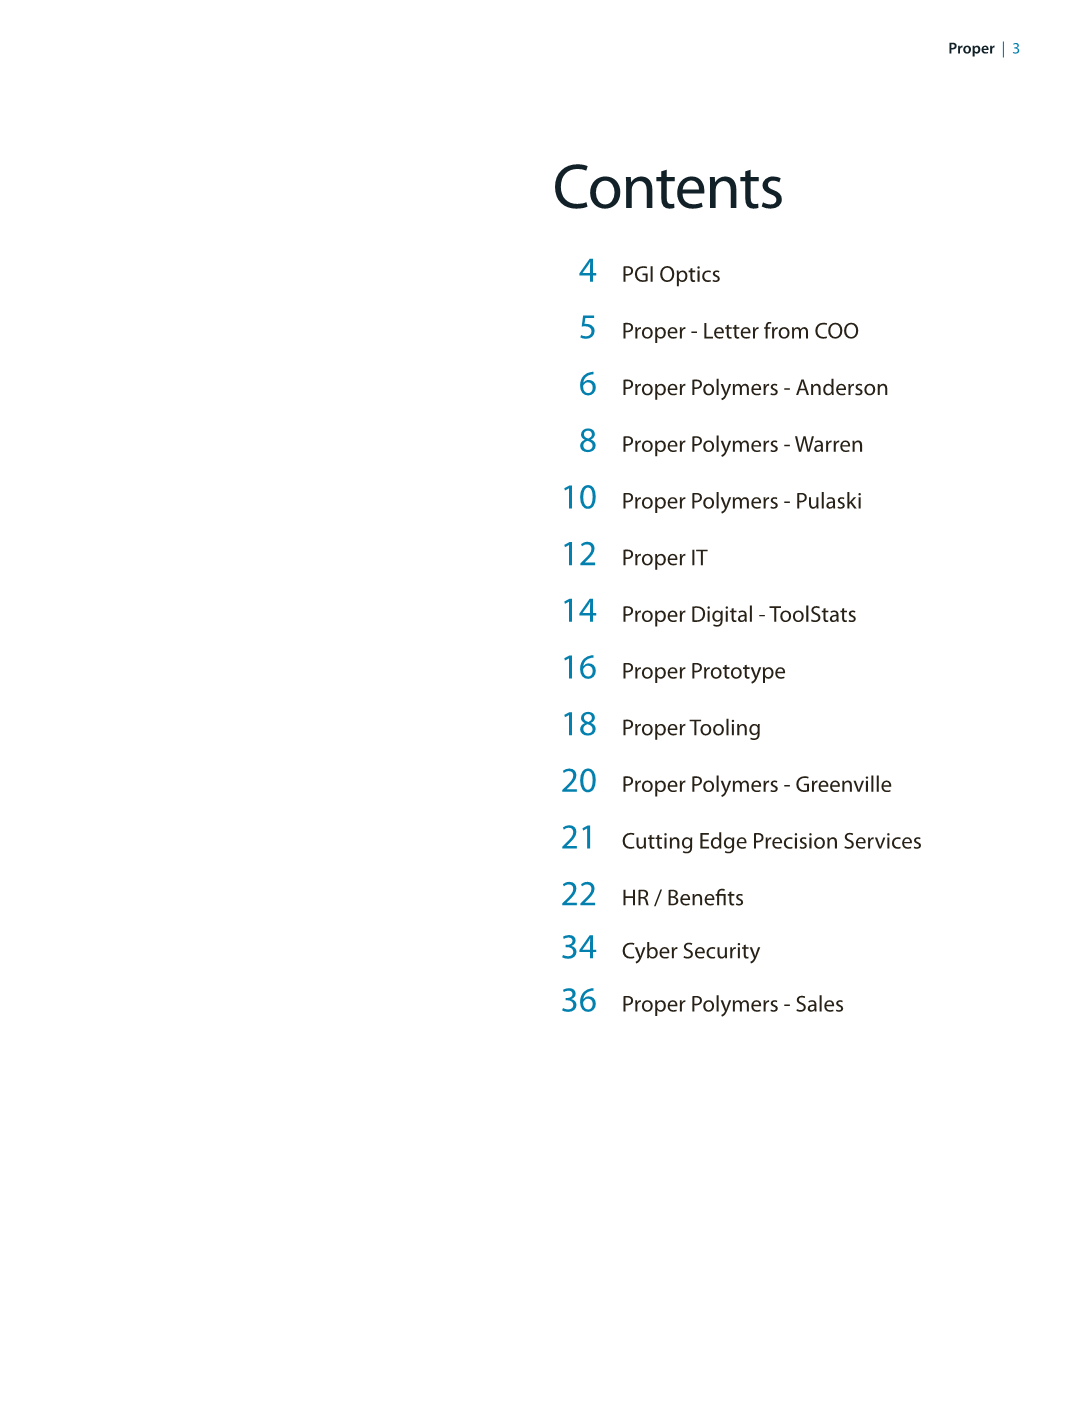 Proper | 3
Contents
4 PGI Optics
5 Proper - Letter from COO
6 Proper Polymers - Anderson
8 Proper Polymers - Warren
10 Proper Polymers - Pulaski
12 Proper IT
14 Proper Digital - ToolStats
16 Proper Prototype
18 Proper Tooling
20 Proper Polymers - Greenville
21 Cutting Edge Precision Services
22 HR / Benefits
34 Cyber Security
36 Proper Polymers - Sales